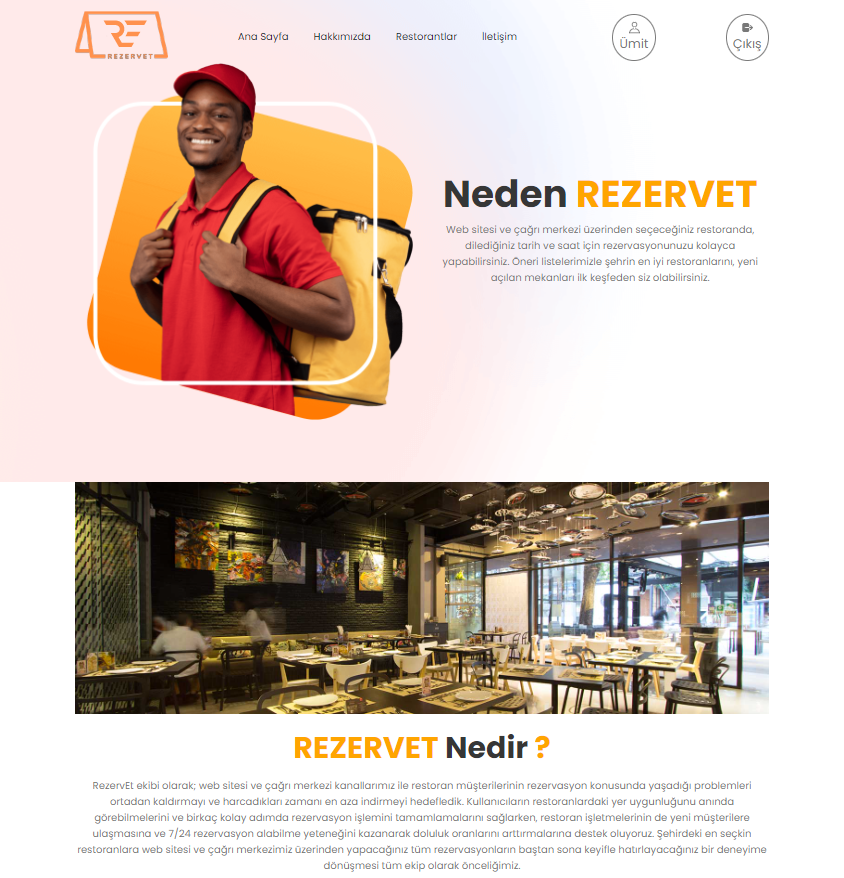 RE
REZERVET
Ana Sayfa Hakkımızda Restorantlar İletişim
Ümit
Çıkış
Neden REZERVET
Web sitesi ve çağrı merkezi üzerinden seçeceğiniz restoranda,
dilediğiniz tarih ve saat için rezervasyonunuzu kolayca
yapabilirsiniz. Öneri listelerimizle şehrin en iyi restoranlarını, yeni
açılan mekanları ilk keşfeden siz olabilirsiniz.
REZERVET Nedir ?
RezervEt ekibi olarak; web sitesi ve çağrı merkezi kanallarımız ile restoran müşterilerinin rezervasyon konusunda yaşadığı problemleri
ortadan kaldırmayı ve harcadıkları zamanı en aza indirmeyi hedefledik. Kullanıcıların restoranlardaki yer uygunluğunu anında
görebilmelerini ve birkaç kolay adımda rezervasyon işlemini tamamlamalarını sağlarken, restoran işletmelerinin de yeni müşterilere
ulaşmasına ve 7/24 rezervasyon alabilme yeteneğini kazanarak doluluk oranlarını arttırmalarına destek oluyoruz. Şehirdeki en seçkin
restoranlara web sitesi ve çağrı merkezimiz üzerinden yapacağınız tüm rezervasyonların baştan sona keyifle hatırlayacağınız bir deneyime
dönüşmesi tüm ekip olarak önceliğimiz.